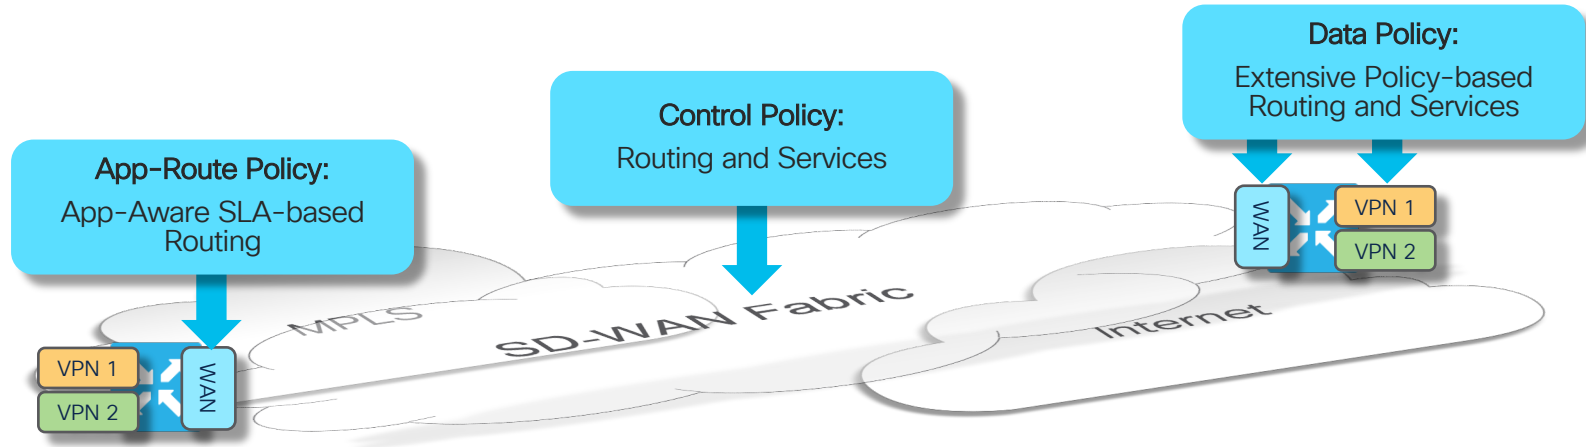 Data Policy:
Extensive Policy-based
Routing and Services
Control Policy:
Routing and Services
App-Route Policy:
App-Aware SLA-based
Routing
WAN
VPN 1
VPN 2
MPLS
SD-WAN Fabric
Internet
VPN 1
VPN 2
WAN